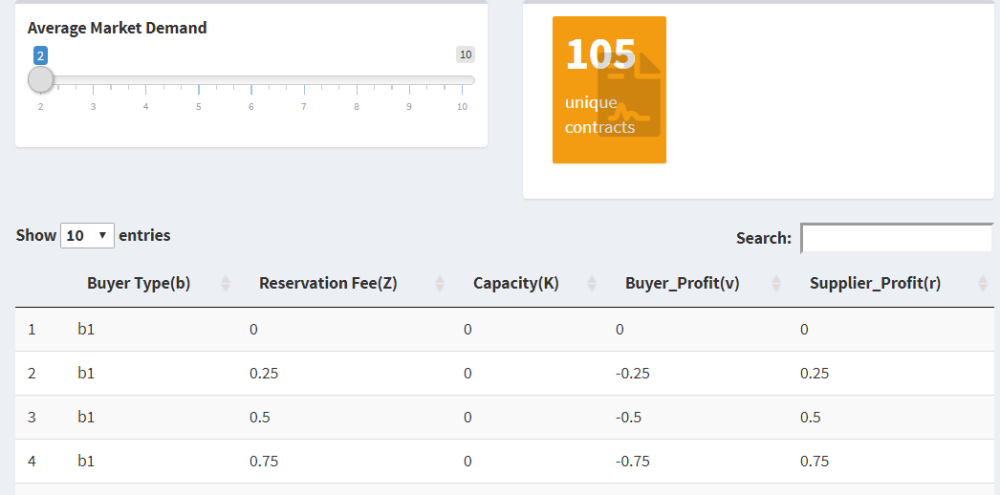 Average Market Demand
2 10
2 3 4 5 6 7 8 9 10
105
unique
contracts
Show 10 entries
Search:
Buyer Type(b) Reservation Fee(Z) Capacity(K) Buyer_Profit(v) Supplier_Profit(r)
1 b1 0 0 0 0
2 b1 0.25 0 -0.25 0.25
3 b1 0.5 0 -0.5 0.5
4 b1 0.75 0 -0.75 0.75